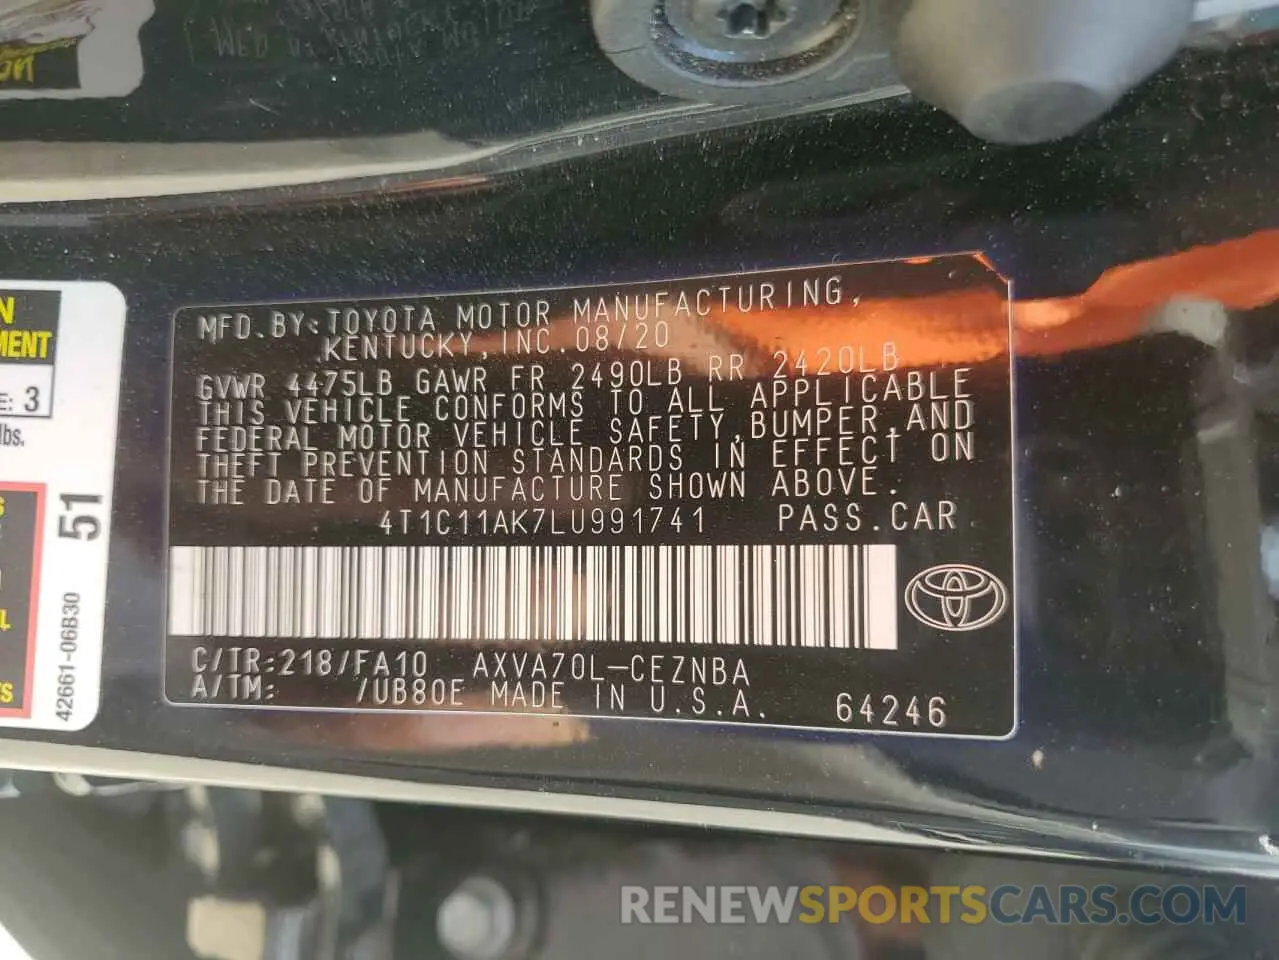 MFD.BY:TOYOTA MOTOR MANUFACTURING,
KENTUCKY,INC.08/20
GVWR 4475LB GAWR FR 2490LB RR 2420LB
THIS VEHICLE CONFORMS TO ALL APPLICABLE
FEDERAL MOTOR VEHICLE SAFETY,BUMPER,AND
THEFT PREVENTION STANDARDS IN EFFECT ON
THE DATE OF MANUFACTURE SHOWN ABOVE.
4T1C11AK7LU991741 PASS.CAR
C/TR:218/FA10 AXVA70L-CEZNBA
A/TM: /UB80E MADE IN U.S.A. 64246
E: 3
lbs.
51
42661-06B30
RENEWSPORTSCARS.COM